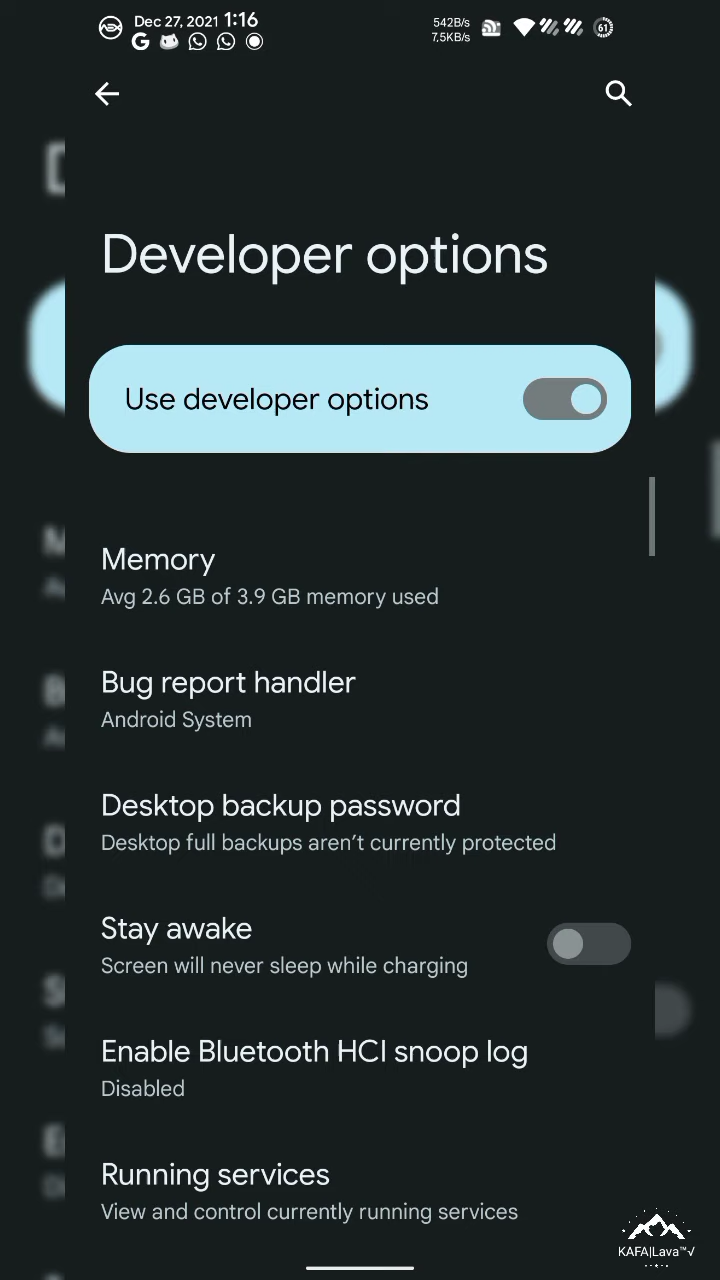 Dec 27, 2021 1:16
542B/s
7,5KB/s
61
Developer options
Use developer options
Memory
Avg 2.6 GB of 3.9 GB memory used
Bug report handler
Android System
Desktop backup password
Desktop full backups aren't currently protected
Stay awake
Screen will never sleep while charging
Enable Bluetooth HCI snoop log
Disabled
Running services
View and control currently running services
KAFA|Lava™√